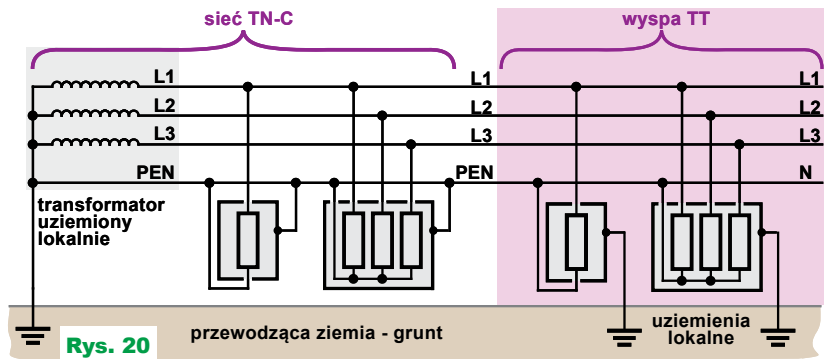 sieć TN-C
wyspa TT
L1 L1 L1
L2 L2 L2
L3 L3 L3
PEN PEN N
transformator
uziemiony
lokalnie
Rys. 20
przewodząca ziemia - grunt
uziemienia
lokalne